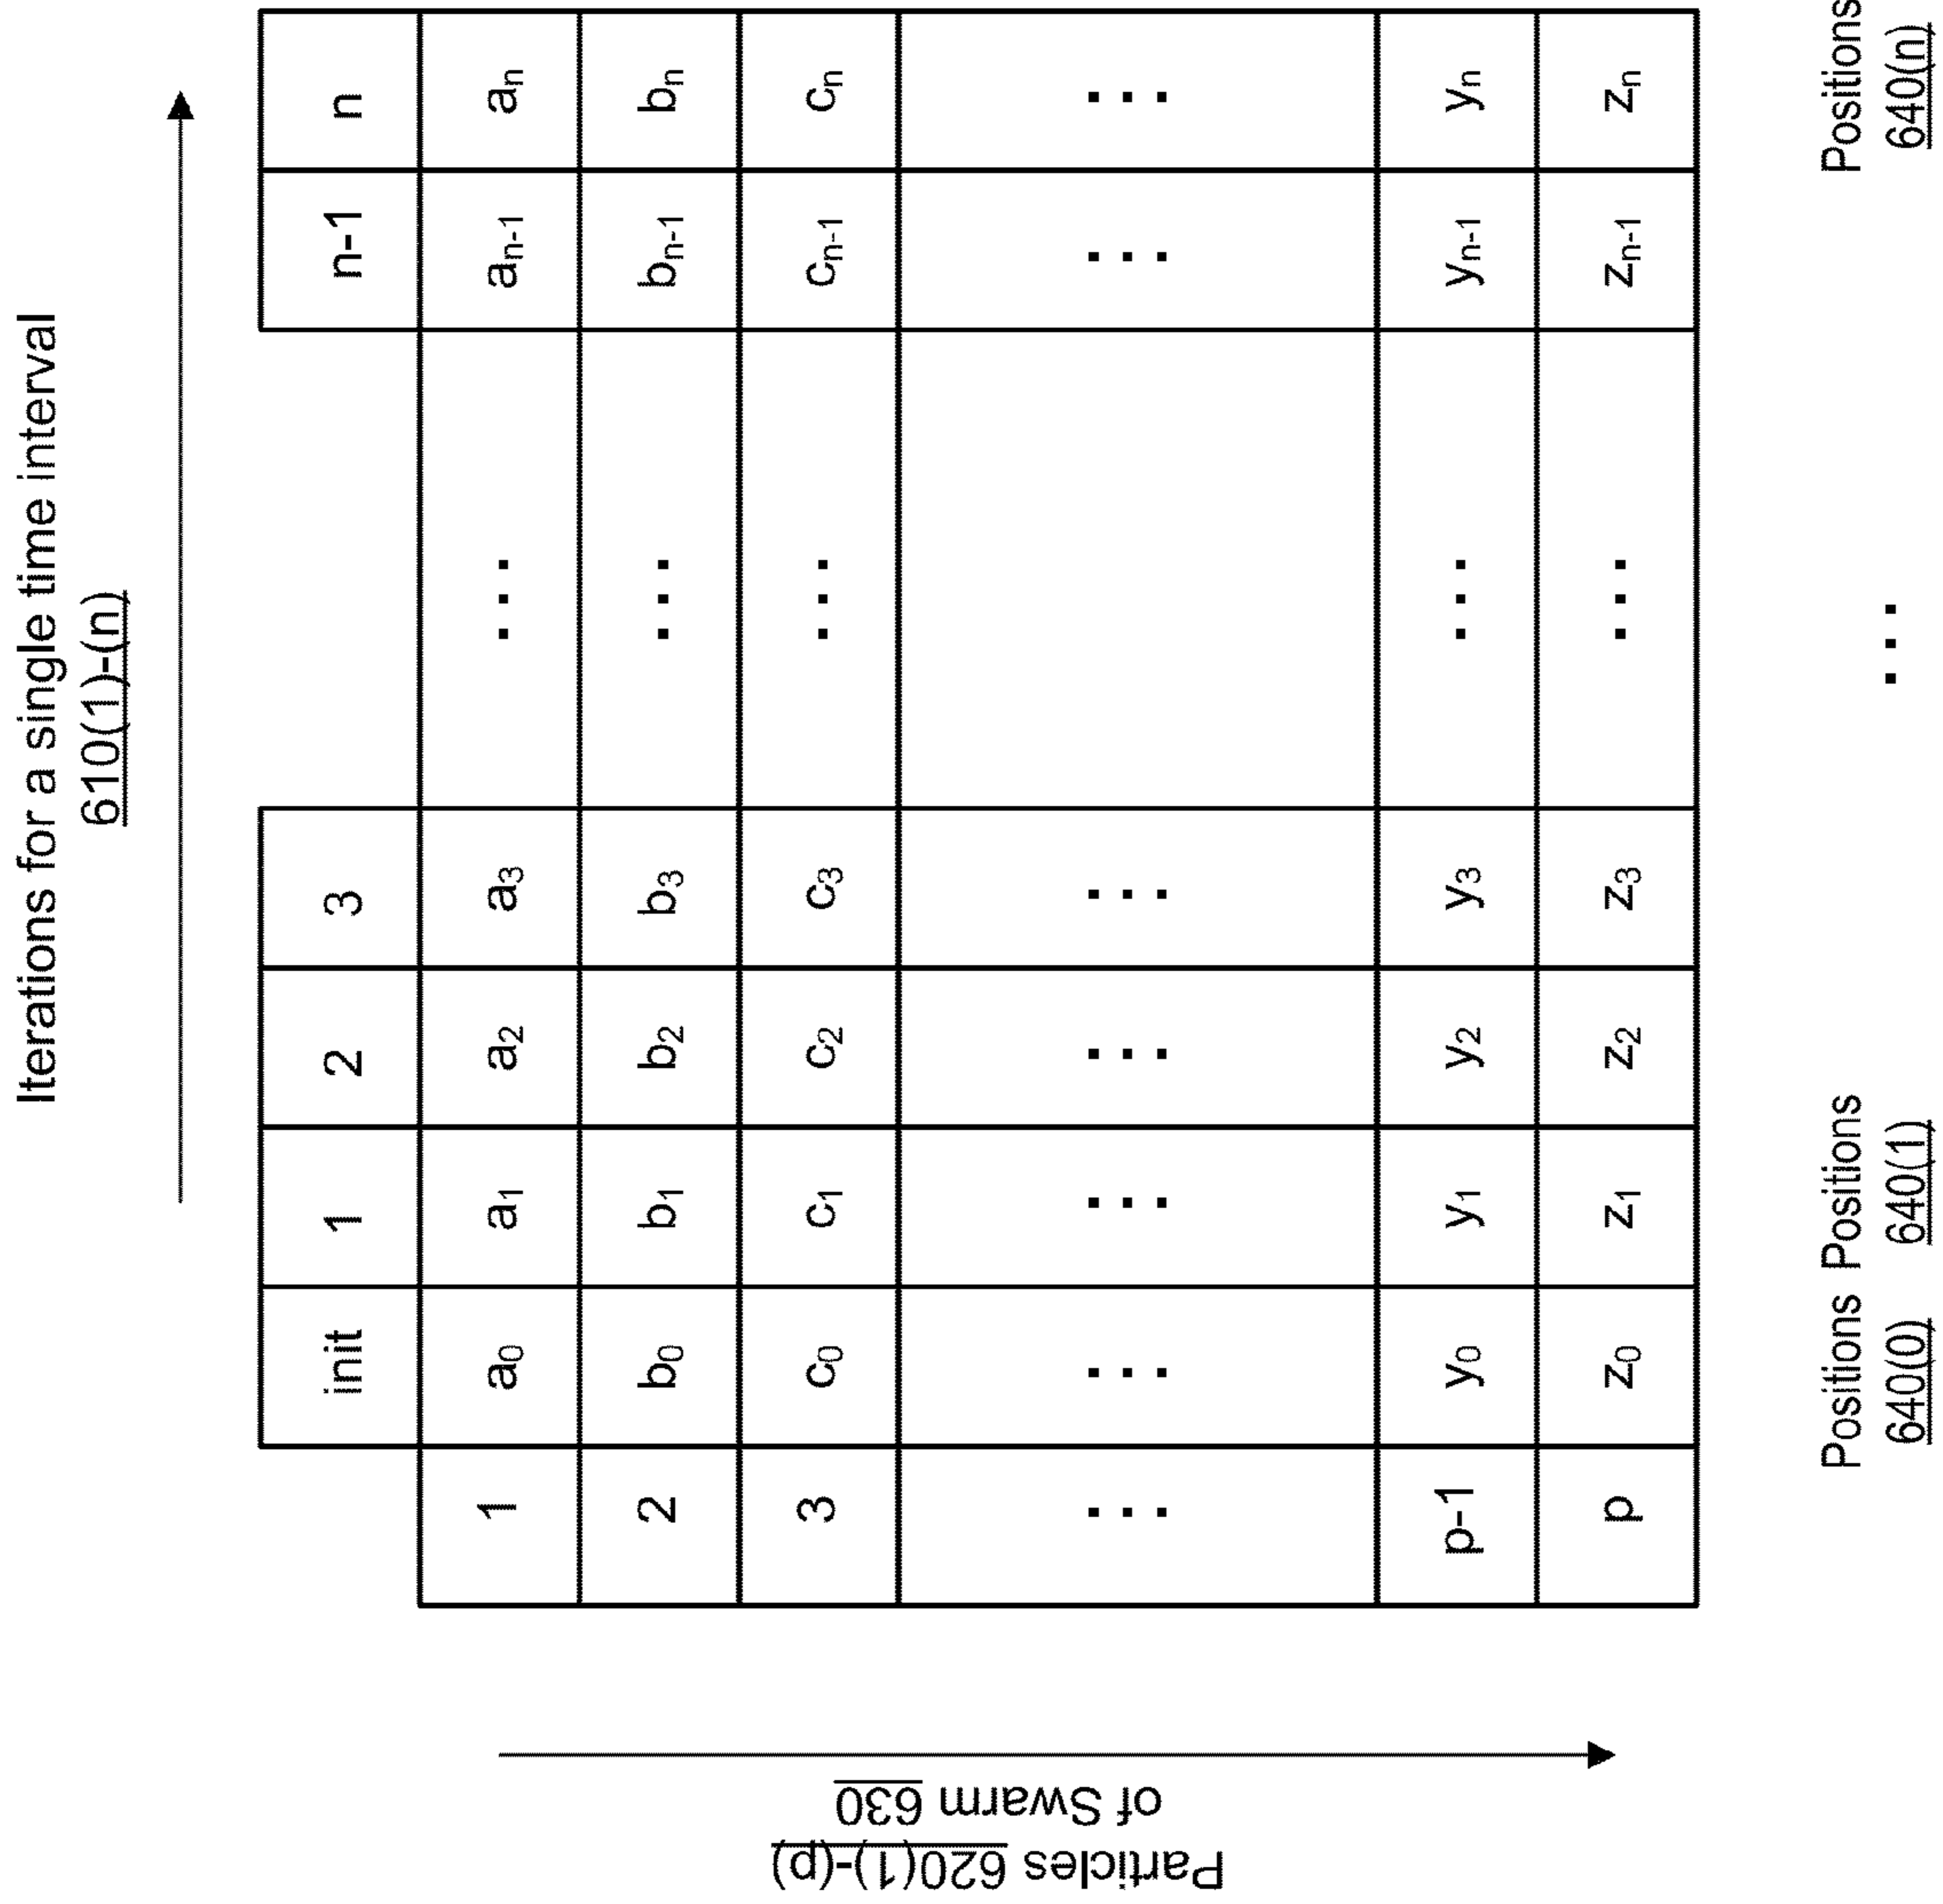 Iterations for a single time interval
610(1)-(n)
init 1 2 3 n-1 n
1 a₀ a₁ a₂ a₃ ... aₙ₋₁ aₙ
2 b₀ b₁ b₂ b₃ ... bₙ₋₁ bₙ
3 c₀ c₁ c₂ c₃ ... cₙ₋₁ cₙ
... ... ... ... ... ... ...
p-1 y₀ y₁ y₂ y₃ ... yₙ₋₁ yₙ
p z₀ z₁ z₂ z₃ ... zₙ₋₁ zₙ
Particles 620(1)-(p)
of Swarm 630
Positions Positions Positions
640(0) 640(1) ... 640(n)